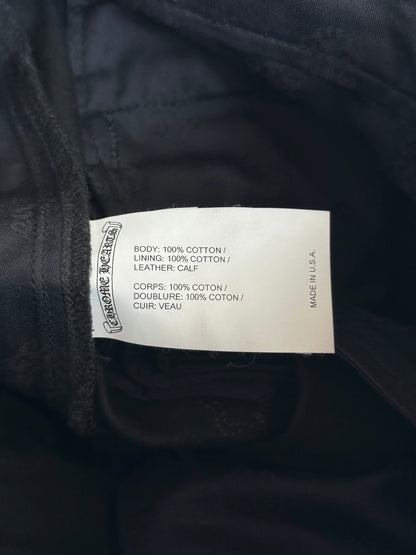 CHROME HEARTS
BODY: 100% COTTON /
LINING: 100% COTTON /
LEATHER: CALF
CORPS: 100% COTON /
DOUBLURE: 100% COTON /
CUIR: VEAU
MADE IN U.S.A.